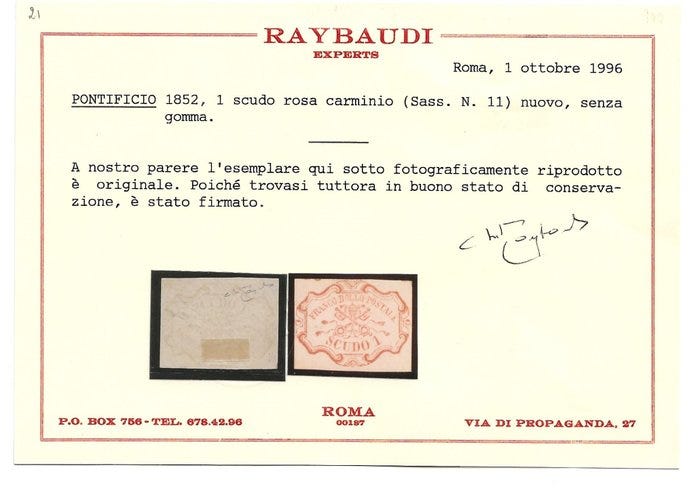 21
RAYBAUDI
EXPERTS
Roma, 1 ottobre 1996
PONTIFICIO 1852, 1 scudo rosa carminio (Sass. N. 11) nuovo, senza
gomma.
A nostro parere l'esemplare qui sotto fotograficamente riprodotto
è originale. Poiché trovasi tuttora in buono stato di conserva-
zione, è stato firmato.
FRANCO BOLLO POSTALE
SCUDO 1
ROMA
00187
P.O. BOX 756 - TEL. 678.42.96
VIA DI PROPAGANDA, 27